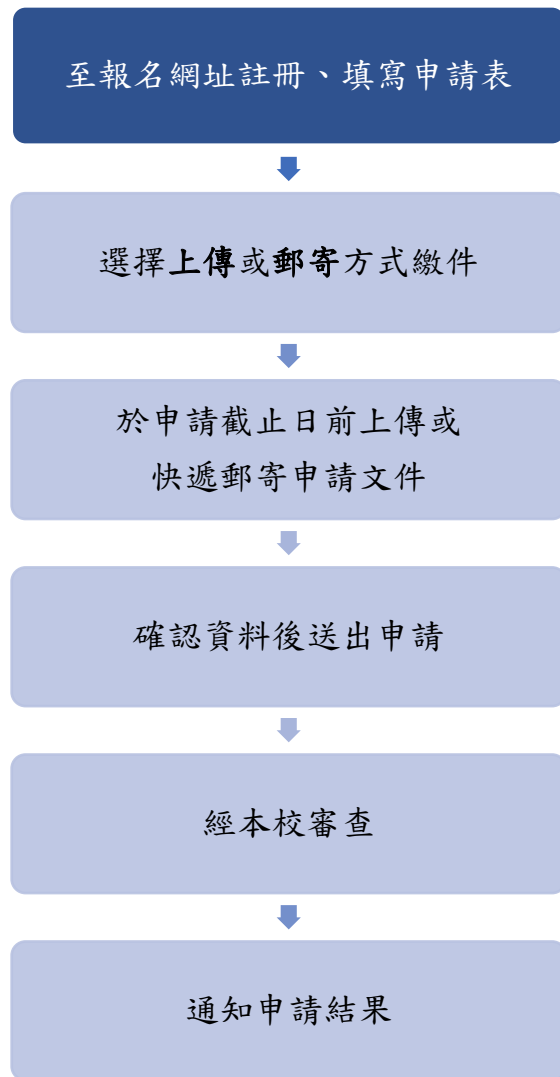 至報名網址註冊、填寫申請表
選擇上傳或郵寄方式繳件
於申請截止日前上傳或
快遞郵寄申請文件
確認資料後送出申請
經本校審查
通知申請結果